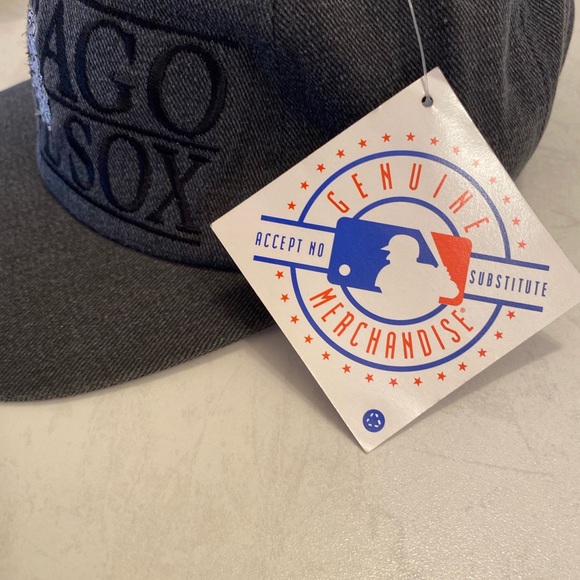 AGO
SOX
GENUINE
ACCEPT NO
SUBSTITUTE
MERCHANDISE®